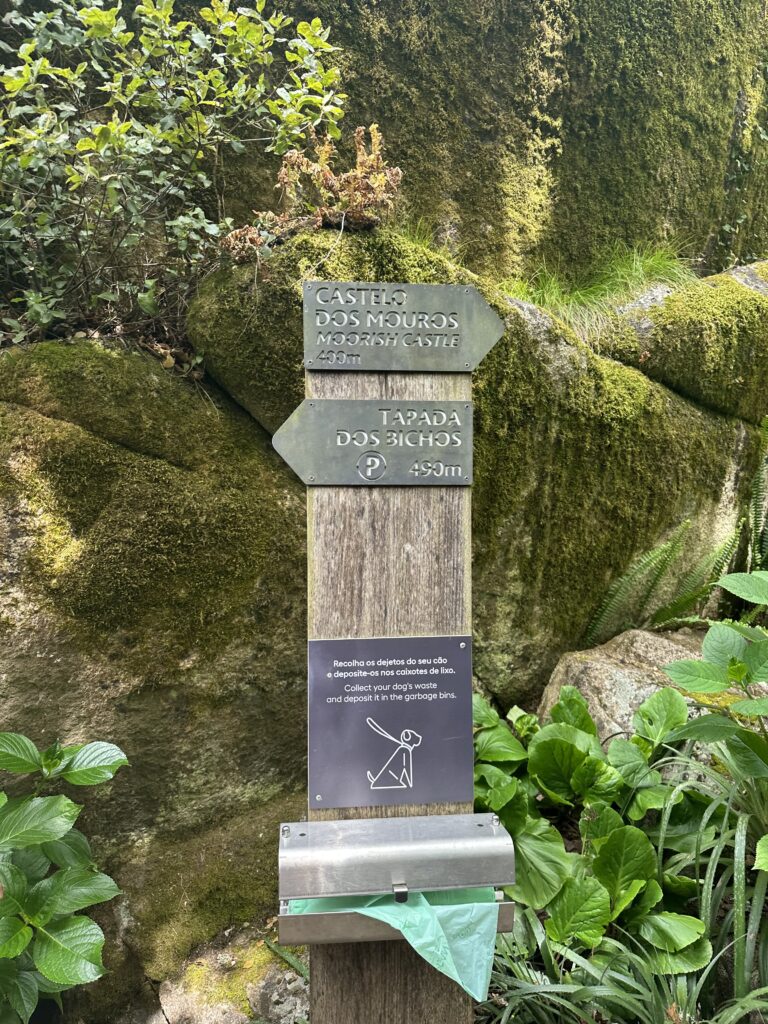 CASTELO
DOS MOUROS
MOORISH CASTLE
400m
TAPADA
DOS BICHOS
P 490m
Recolha os dejetos do seu cão
e deposite-os nos caixotes de lixo.
Collect your dog's waste
and deposit it in the garbage bins.